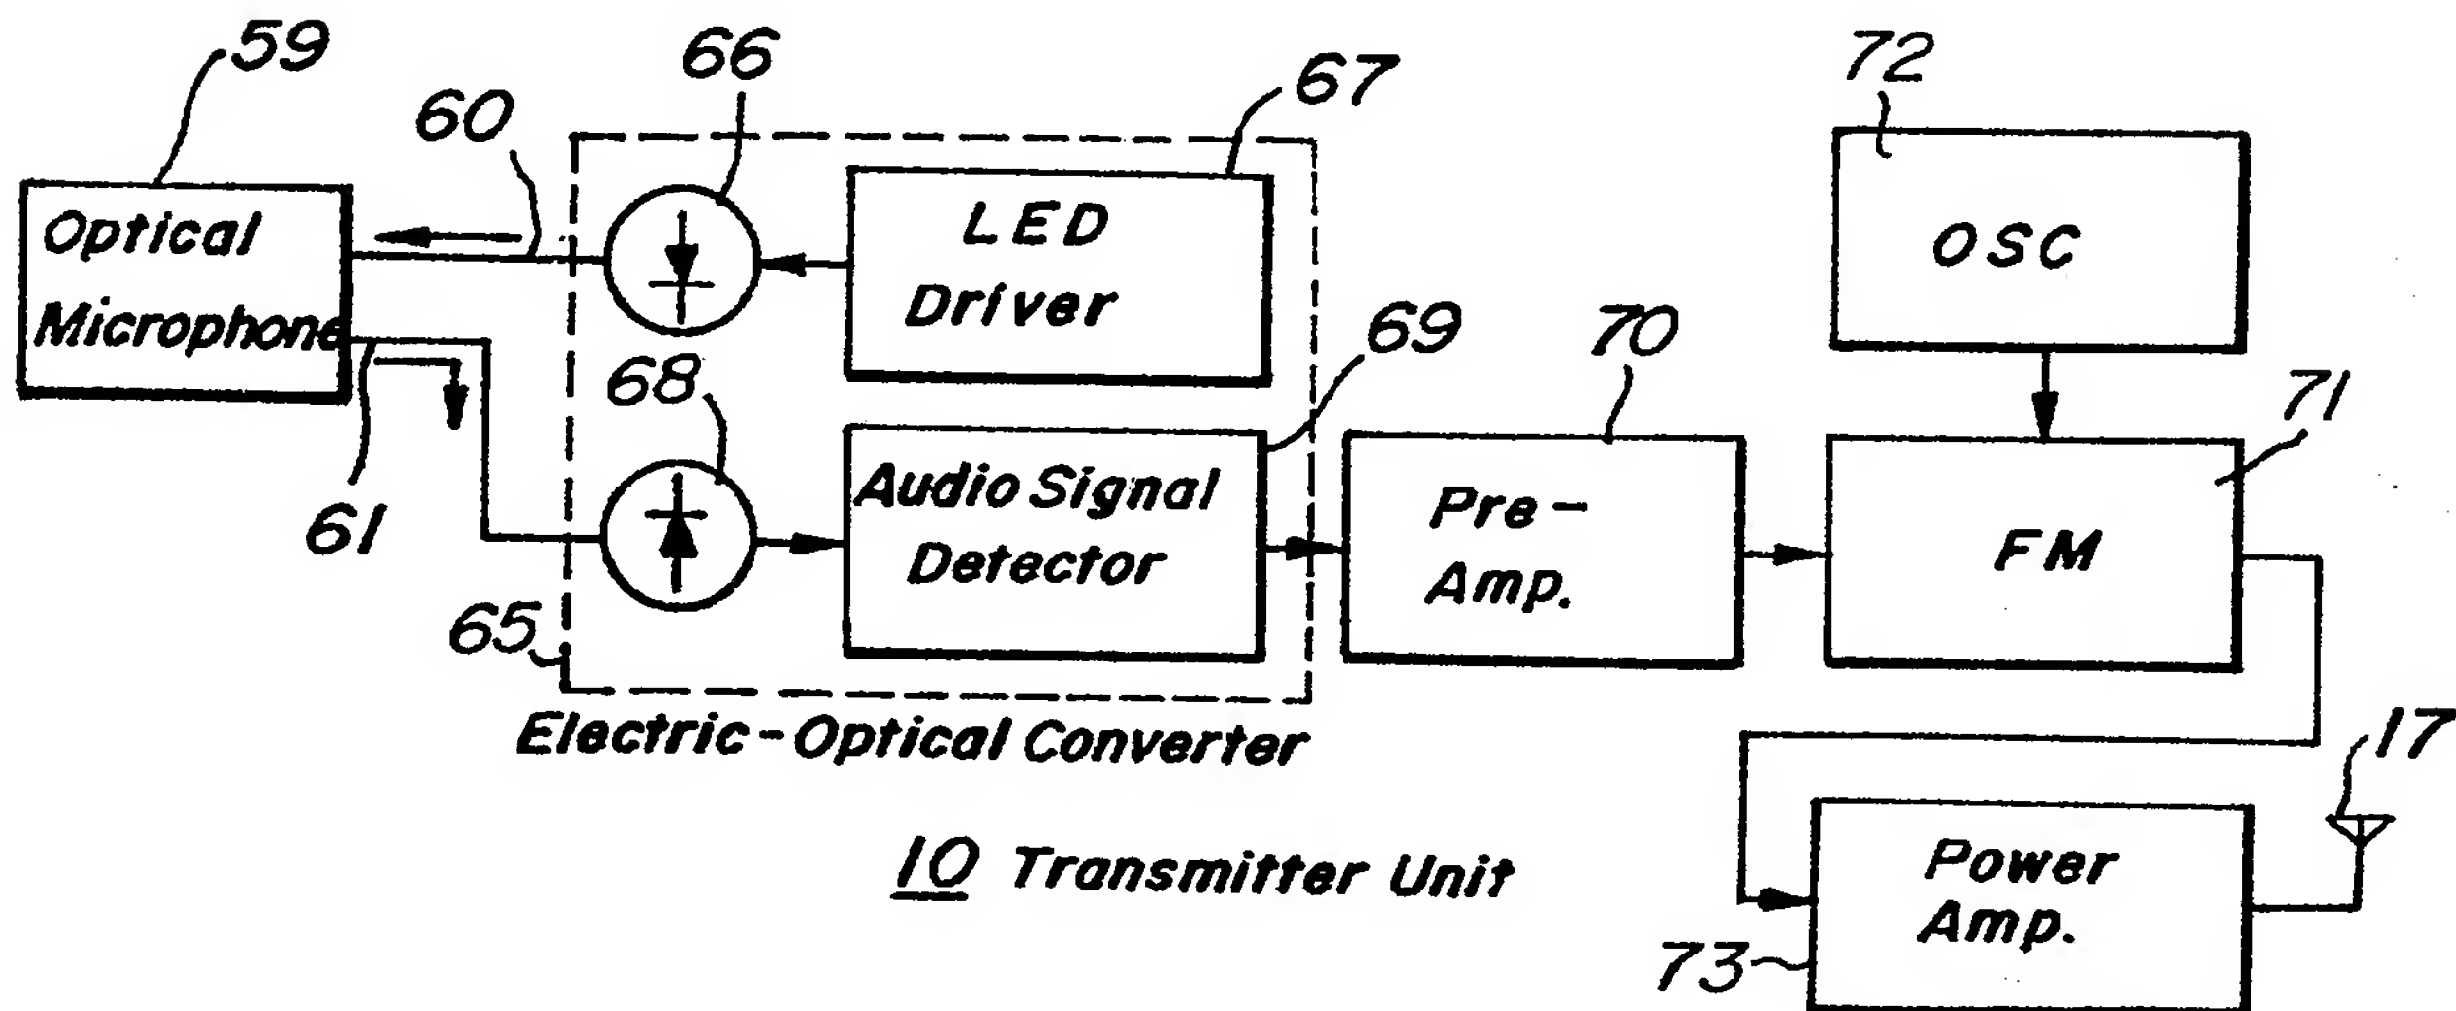 59
66
67
72
60
Optical
Microphone
LED
Driver
OSC
68
69
70
71
61
Audio Signal
Detector
Pre-
Amp.
FM
65
Electric-Optical Converter
17
10 Transmitter Unit
Power
Amp.
73